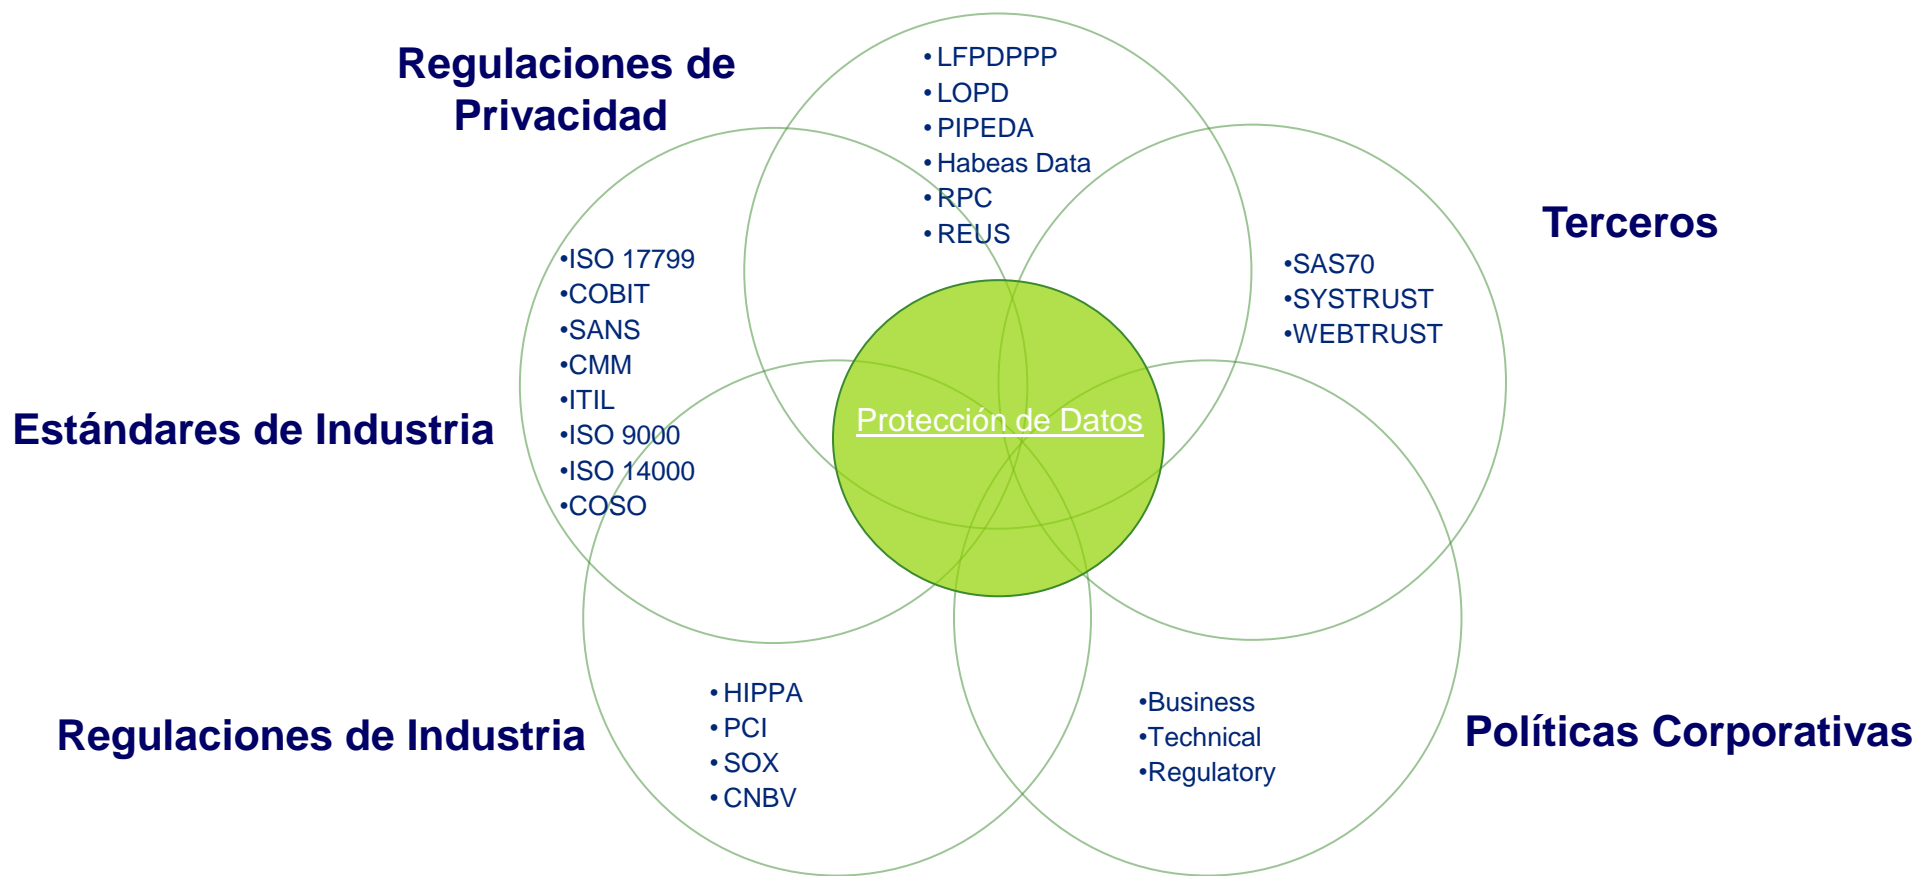 Regulaciones de
Privacidad
•LFPDPPP
•LOPD
•PIPEDA
•Habeas Data
•RPC
•REUS
Terceros
•SAS70
•SYSTRUST
•WEBTRUST
Estándares de Industria
•ISO 17799
•COBIT
•SANS
•CMM
•ITIL
•ISO 9000
•ISO 14000
•COSO
Protección de Datos
Regulaciones de Industria
•HIPPA
•PCI
•SOX
•CNBV
•Business
•Technical
•Regulatory
Políticas Corporativas